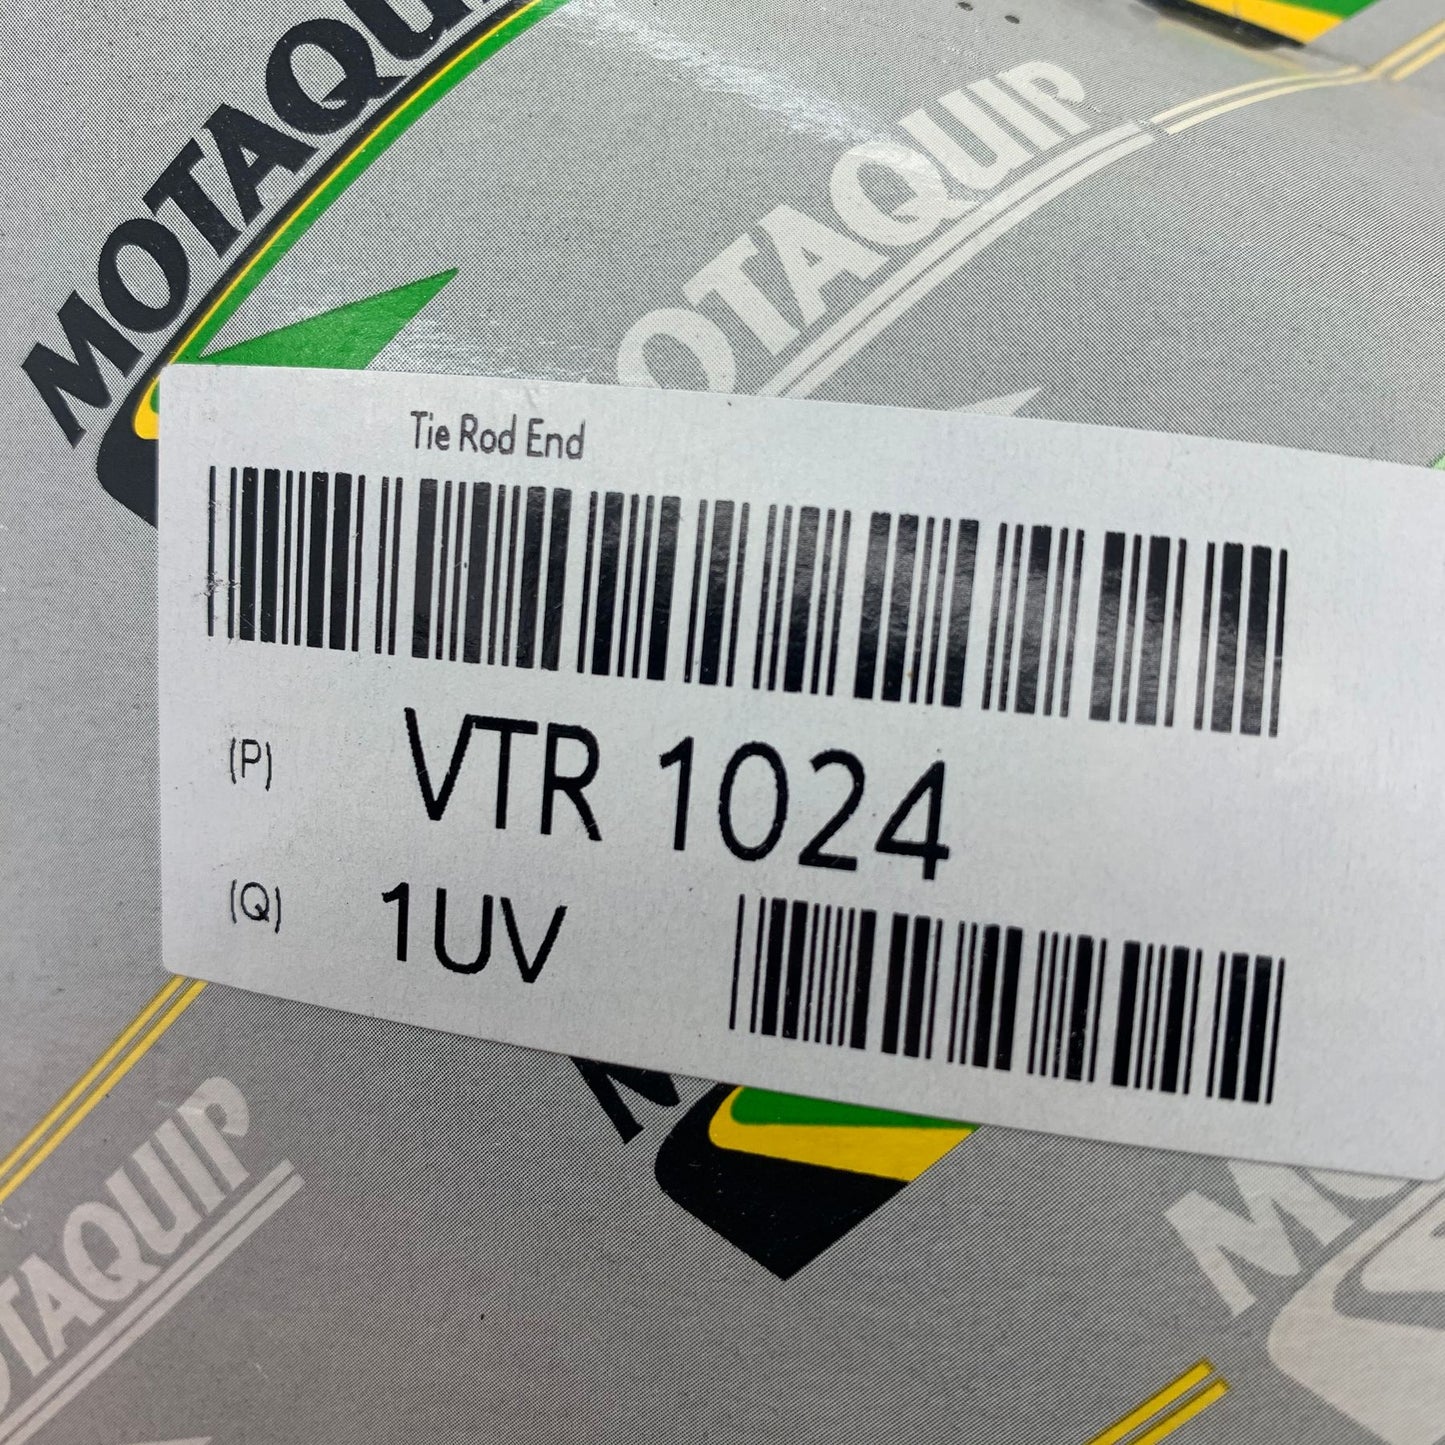 MOTAQUIP
MOTAQUIP
Tie Rod End
(P) VTR 1024
(Q) 1UV
MOTAQUIP